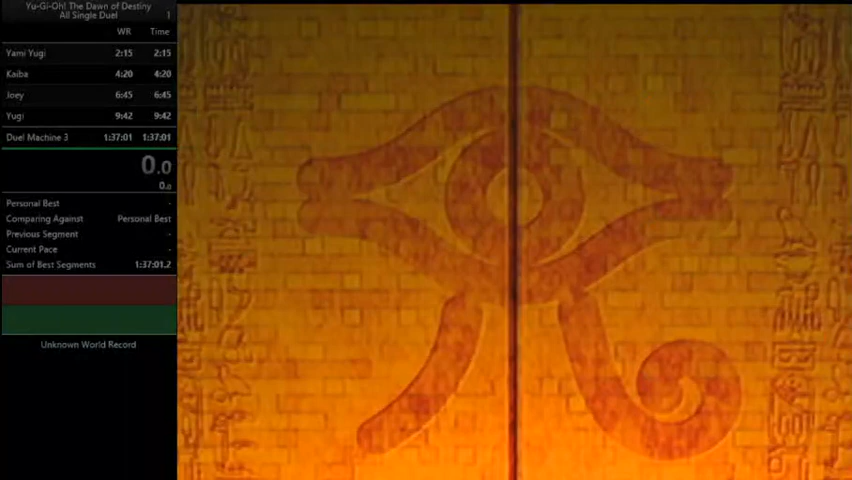 Yu-Gi-Oh! The Dawn of Destiny
All Single Duel 1
WR Time
Yami Yugi 2:15 2:15
Kaiba 4:20 4:20
Joey 6:45 6:45
Yugi 9:42 9:42
Duel Machine 3 1:37:01 1:37:01
0.0
0.0
Personal Best -
Comparing Against Personal Best
Previous Segment -
Current Pace -
Sum of Best Segments 1:37:01,2
Unknown World Record